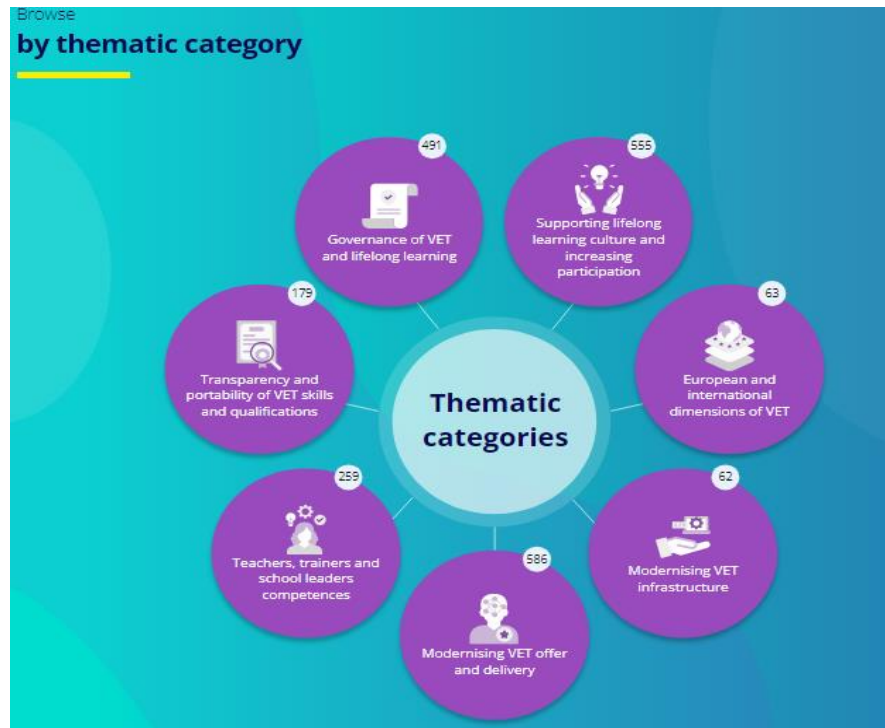 Browse
by thematic category
491
Governance of VET
and lifelong learning
555
Supporting lifelong
learning culture and
increasing
participation
179
Transparency and
portability of VET skills
and qualifications
63
European and
international
dimensions of VET
Thematic
categories
259
Teachers, trainers and
school leaders
competences
62
Modernising VET
infrastructure
586
Modernising VET offer
and delivery